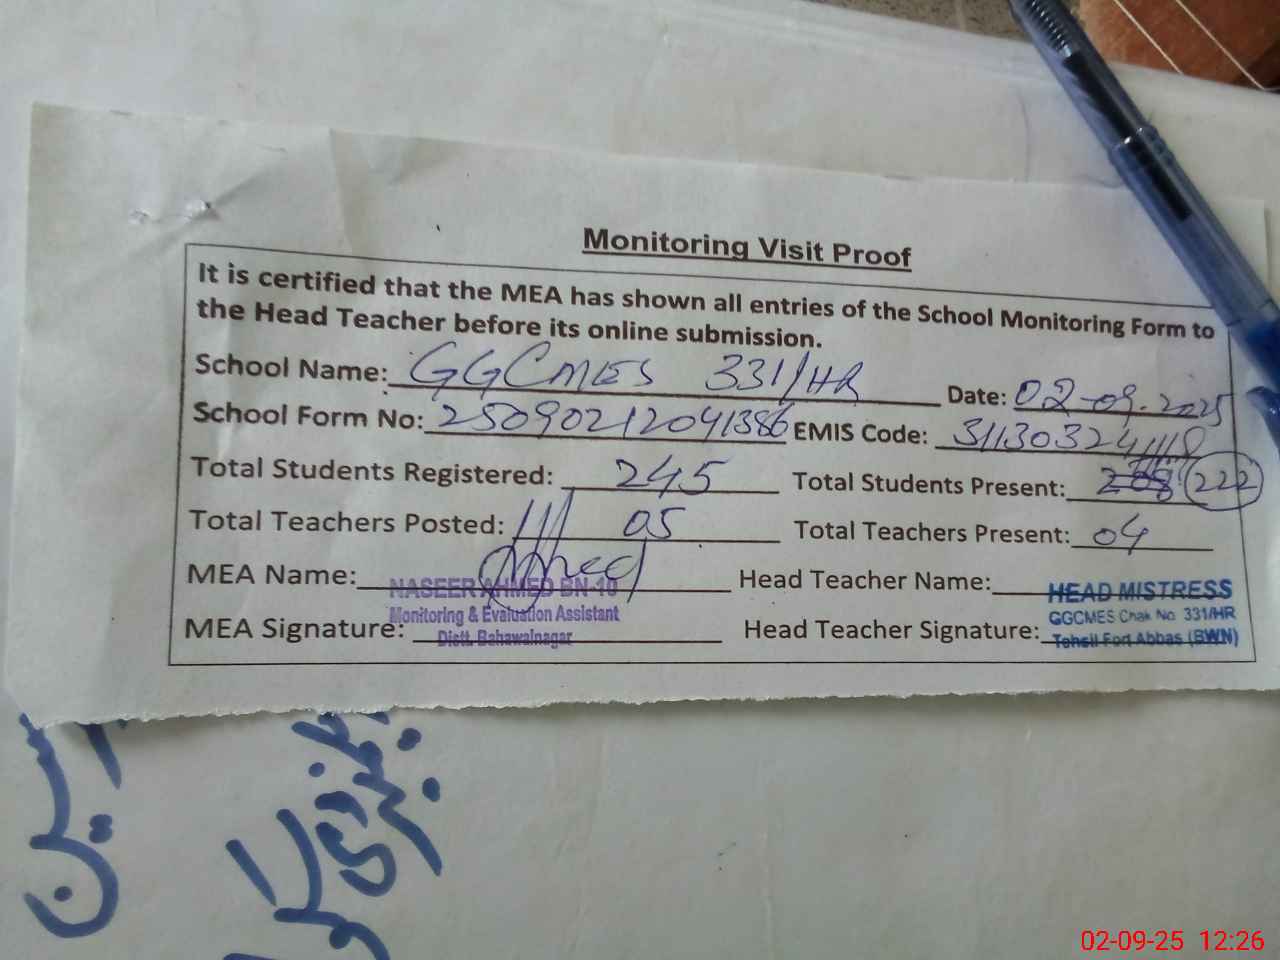 Monitoring Visit Proof
It is certified that the MEA has shown all entries of the School Monitoring Form to
the Head Teacher before its online submission.
School Name: GGCMES 331/HR Date: 02-09-2025
School Form No: 25090212041386 EMIS Code:
Total Students Registered: 245 Total Students Present: 222
Total Teachers Posted: 05 Total Teachers Present: 04
MEA Name: NASEER AHMED BN-10 Head Teacher Name: HEAD MISTRESS
Monitoring & Evaluation Assistant GGCMES Chak No. 331/HR
MEA Signature: Distt. Bahawalnagar Head Teacher Signature: Tehsil Fort Abbas (BWN)
02-09-25 12:26